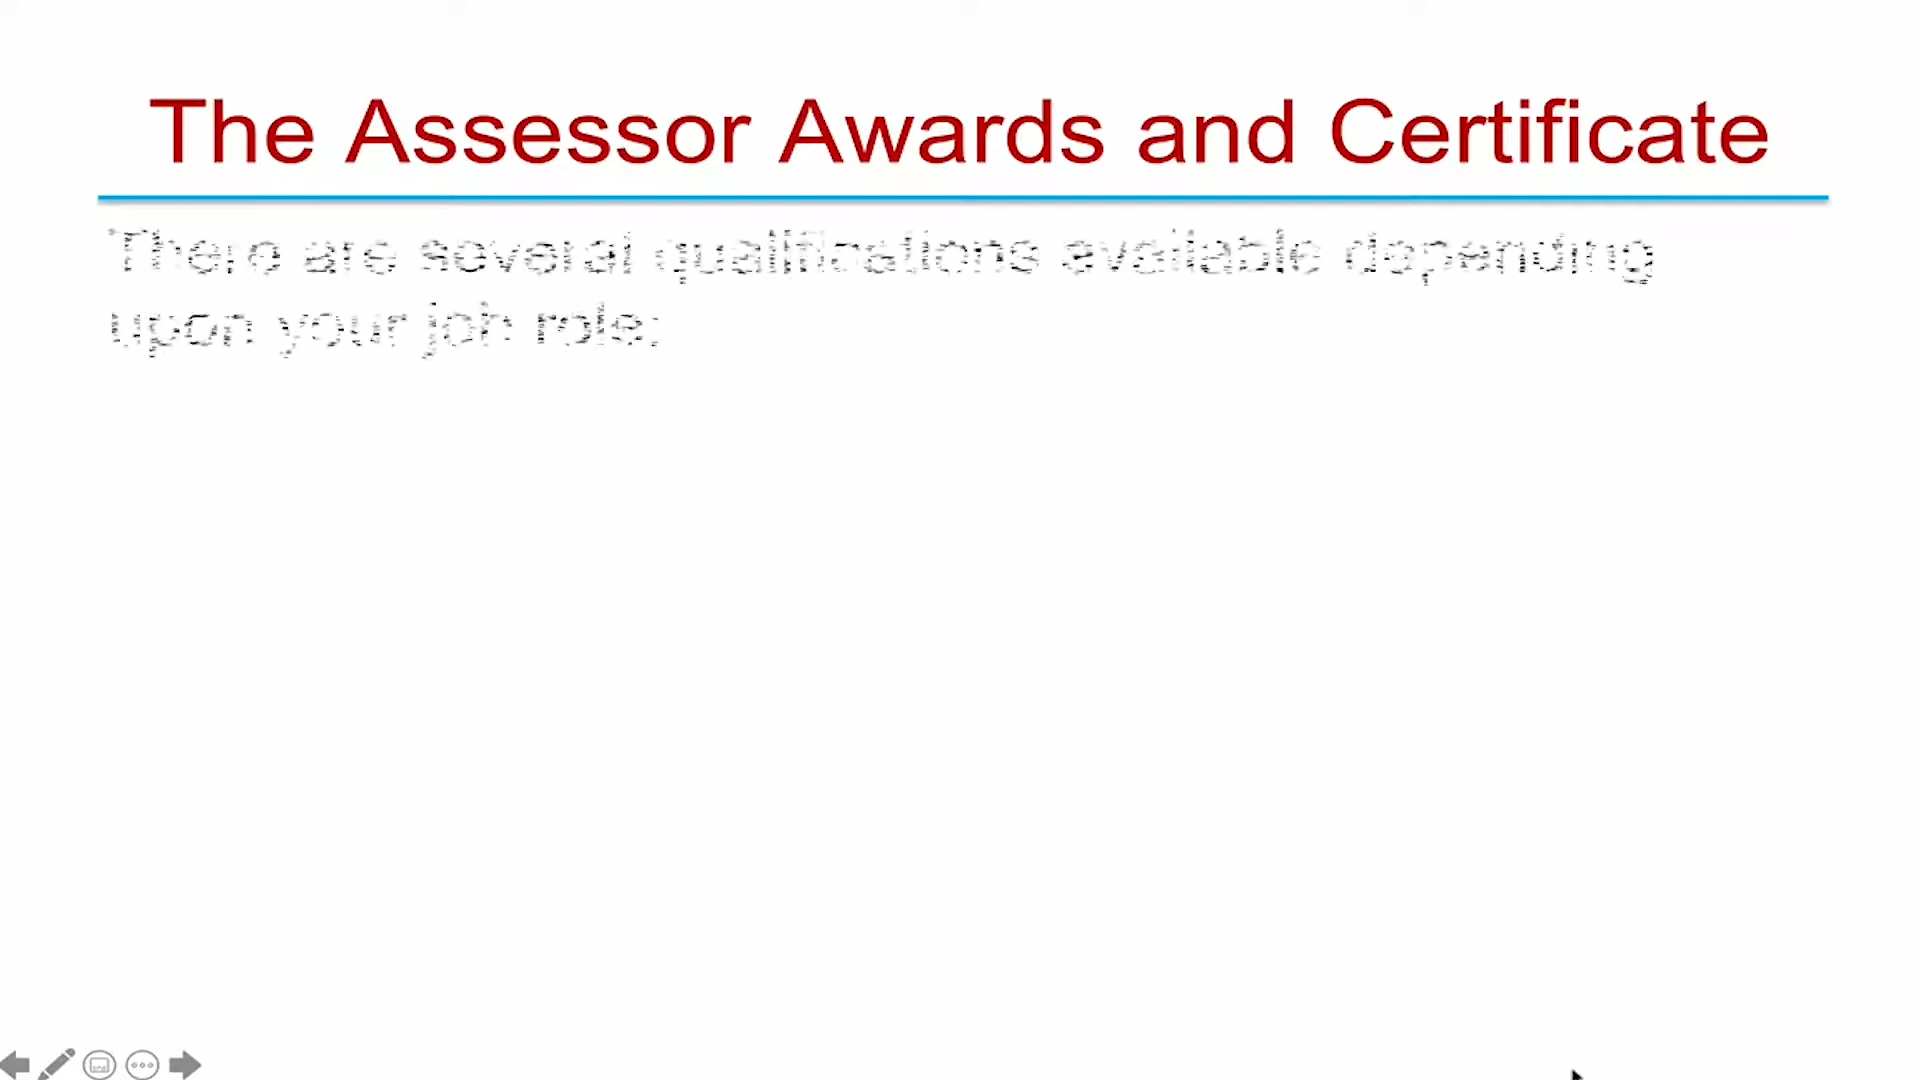 The Assessor Awards and Certificate
There are several qualifications available depending
upon your job role: